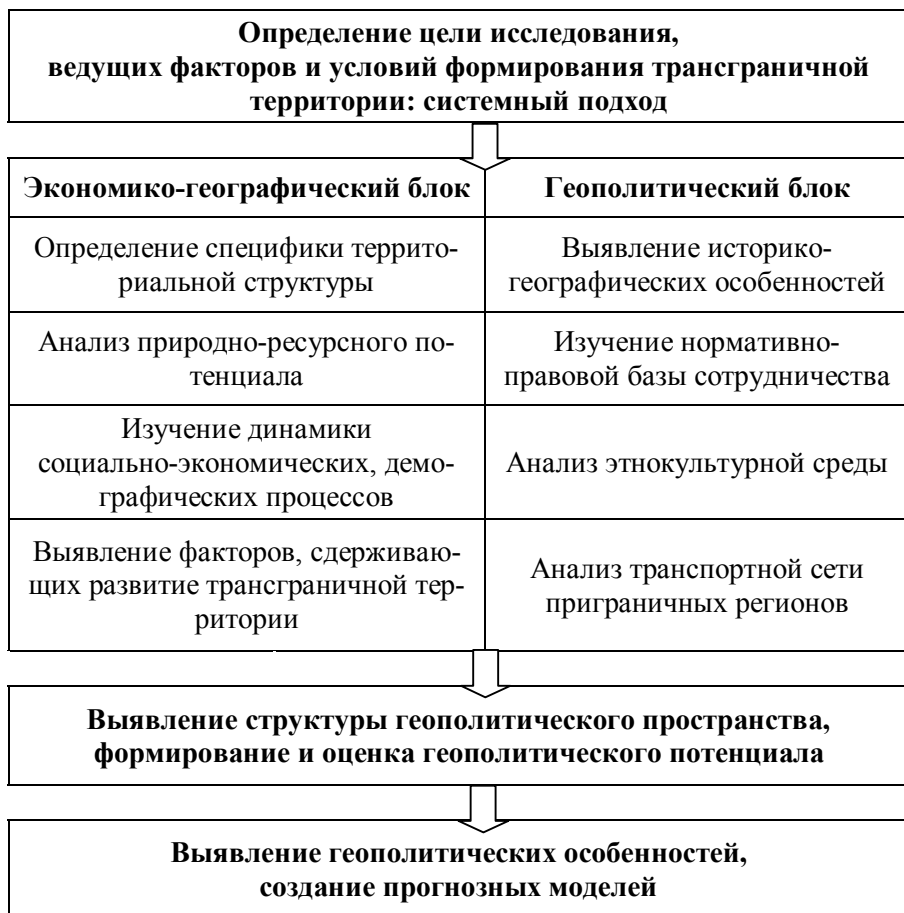 Определение цели исследования,
ведущих факторов и условий формирования трансграничной
территории: системный подход
Экономико-географический блок
Геополитический блок
Определение специфики террито-
риальной структуры
Выявление историко-
географических особенностей
Анализ природно-ресурсного по-
тенциала
Изучение нормативно-
правовой базы сотрудничества
Изучение динамики
социально-экономических, демо-
графических процессов
Анализ этнокультурной среды
Выявление факторов, сдерживаю-
щих развитие трансграничной тер-
ритории
Анализ транспортной сети
приграничных регионов
Выявление структуры геополитического пространства,
формирование и оценка геополитического потенциала
Выявление геополитических особенностей,
создание прогнозных моделей